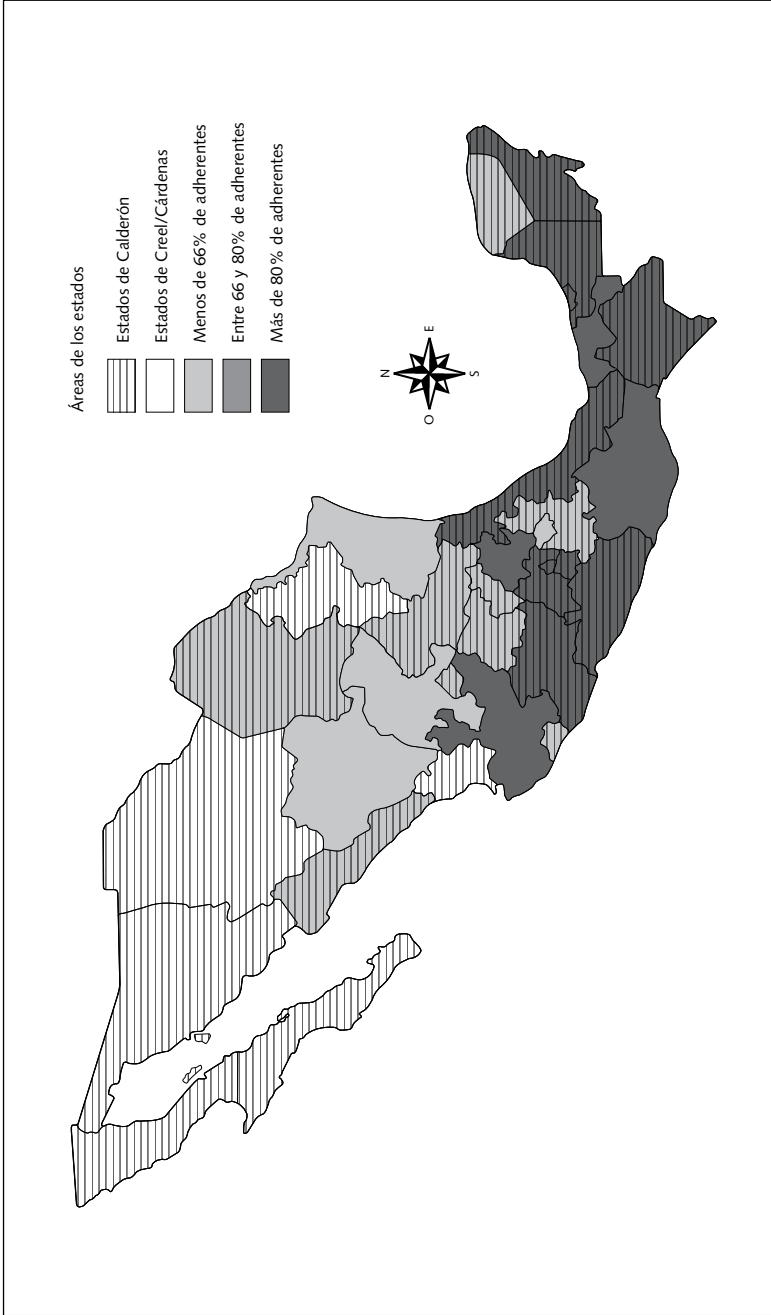 Áreas de los estados
Estados de Calderón
Estados de Creel/Cárdenas
Menos de 66% de adherentes
Entre 66 y 80% de adherentes
Más de 80% de adherentes
N
O
E
S